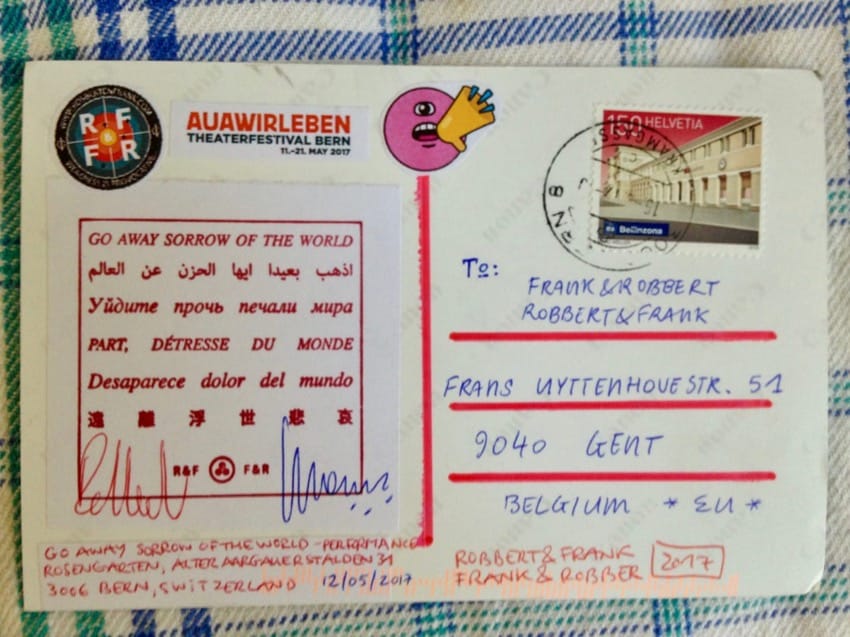 R F
F R
AUAWIRLEBEN
THEATERFESTIVAL BERN
11.–21. MAY 2017
150 HELVETIA
Bellinzona
GO AWAY SORROW OF THE WORLD
اذهب بعيدا ايها الحزن عن العالم
Уйдите прочь печали мира
PART, DÉTRESSE DU MONDE
Desaparece dolor del mundo
遠離浮世悲哀
R&F F&R
GO AWAY SORROW OF THE WORLD - PERFORMANCE
ROSENGARTEN, ALTER AARGAUERSTALDEN 31
3006 BERN, SWITZERLAND 12/05/2017
TO:
FRANK & ROBBERT
ROBBERT & FRANK
FRANS UYTTENHOVESTR. 51
9040 GENT
BELGIUM * EU *
ROBBERT & FRANK
FRANK & ROBBER
2017